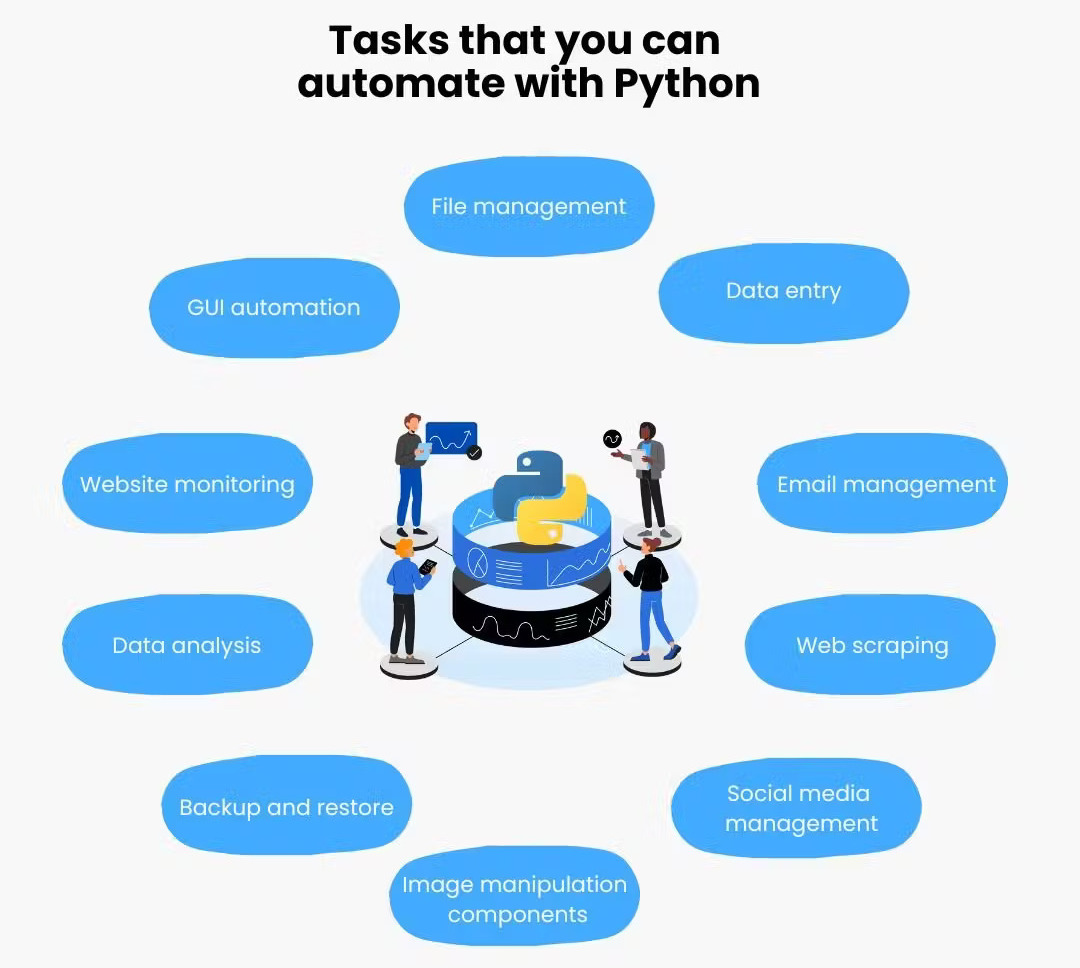 Tasks that you can
automate with Python
File management
Data entry
GUI automation
Website monitoring
Email management
Data analysis
Web scraping
Backup and restore
Social media
management
Image manipulation
components